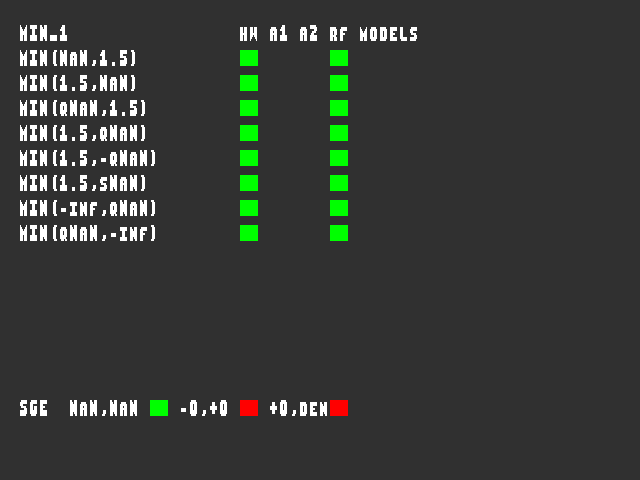 MIN_1 HW A1 A2 RF MODELS
MIN(NAN,1.5)
MIN(1.5,NAN)
MIN(QNAN,1.5)
MIN(1.5,QNAN)
MIN(1.5,-QNAN)
MIN(1.5,SNAN)
MIN(-INF,QNAN)
MIN(QNAN,-INF)
SGE NAN,NAN -0,+0 +0,DEN